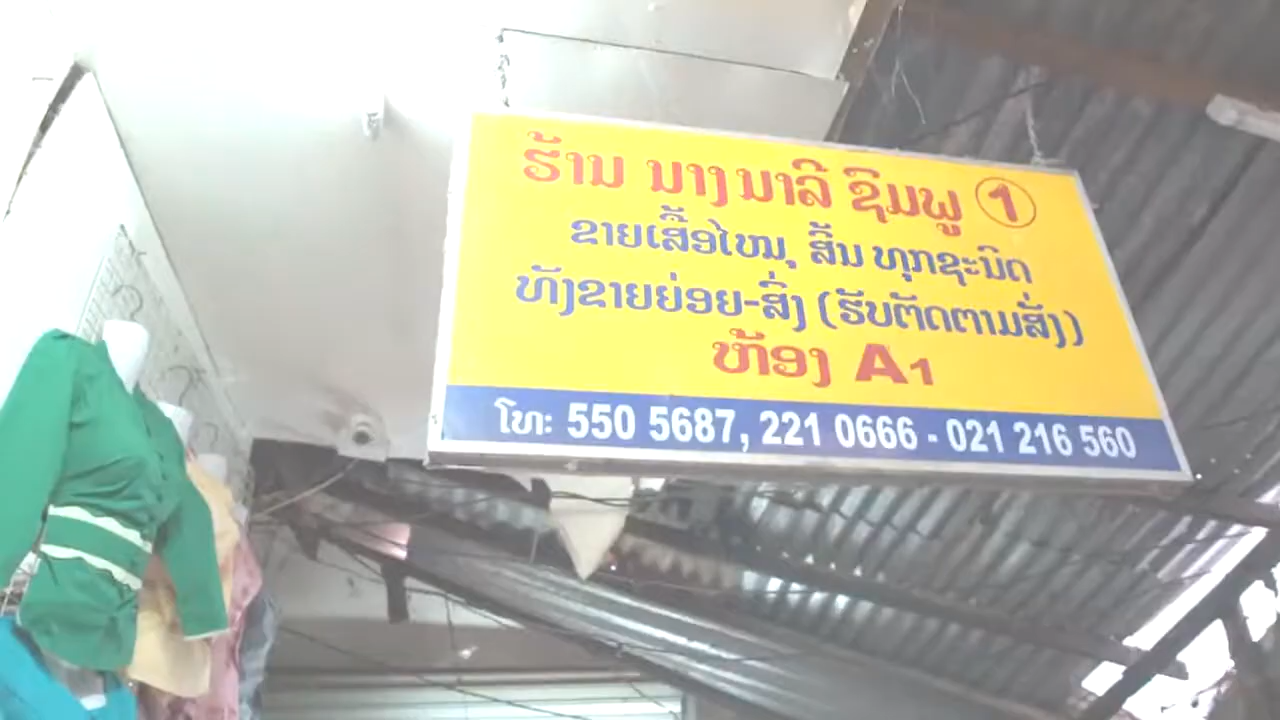 ຮ້ານ ນາງ ມາລີ ຊົມພູ 1
ຂາຍເສື້ອໄໝ, ສິ້ນ ທຸກຊະນິດ
ທັງຂາຍຍ່ອຍ-ສົ່ງ (ຮັບຕັດຕາມສັ່ງ)
ຫ້ອງ A1
ໂທ: 550 5687, 221 0666 - 021 216 560